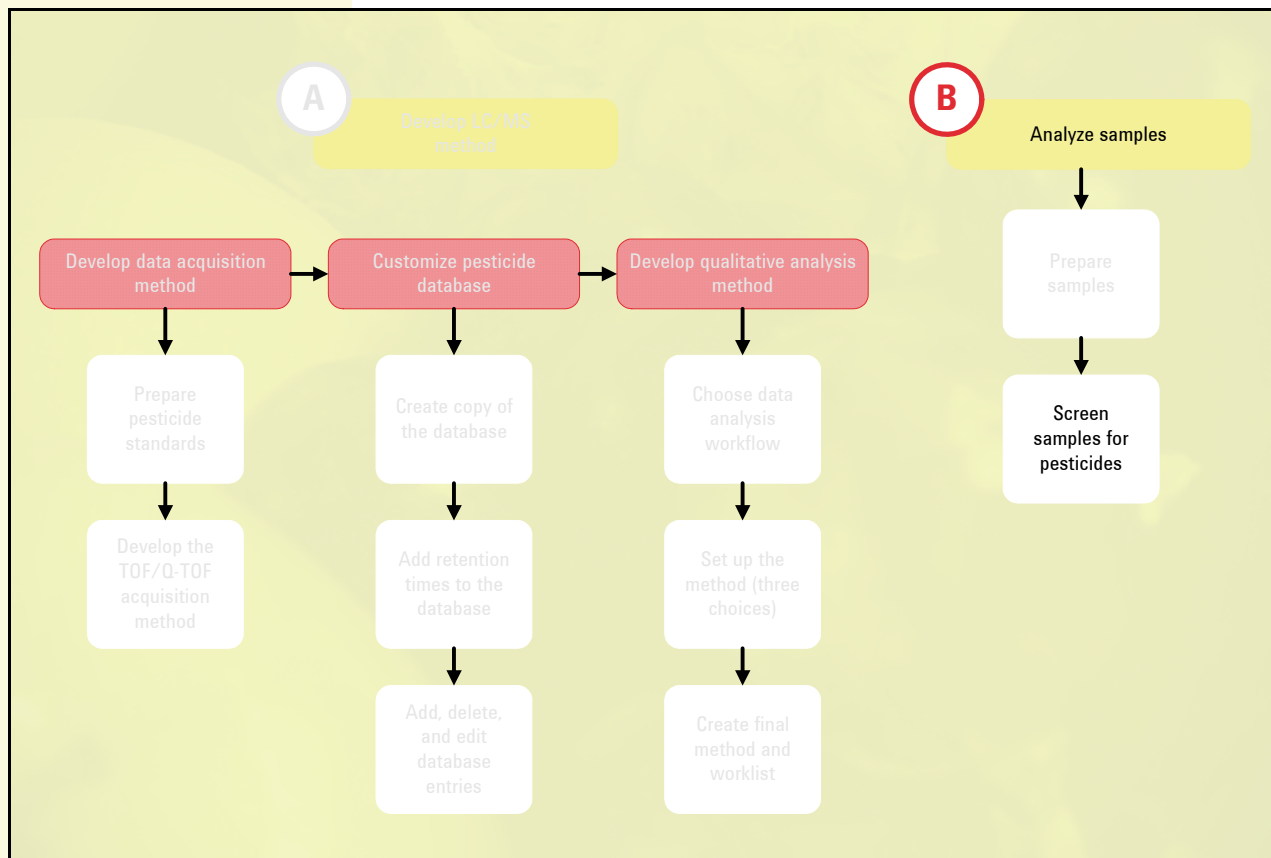 A
Develop LC/MS
method
B
Analyze samples
Develop data acquisition
method
Customize pesticide
database
Develop qualitative analysis
method
Prepare
pesticide
standards
Develop the
TOF/Q-TOF
acquisition
method
Create copy of
the database
Add retention
times to the
database
Add, delete,
and edit
database
entries
Choose data
analysis
workflow
Set up the
method (three
choices)
Create final
method and
worklist
Prepare
samples
Screen
samples for
pesticides